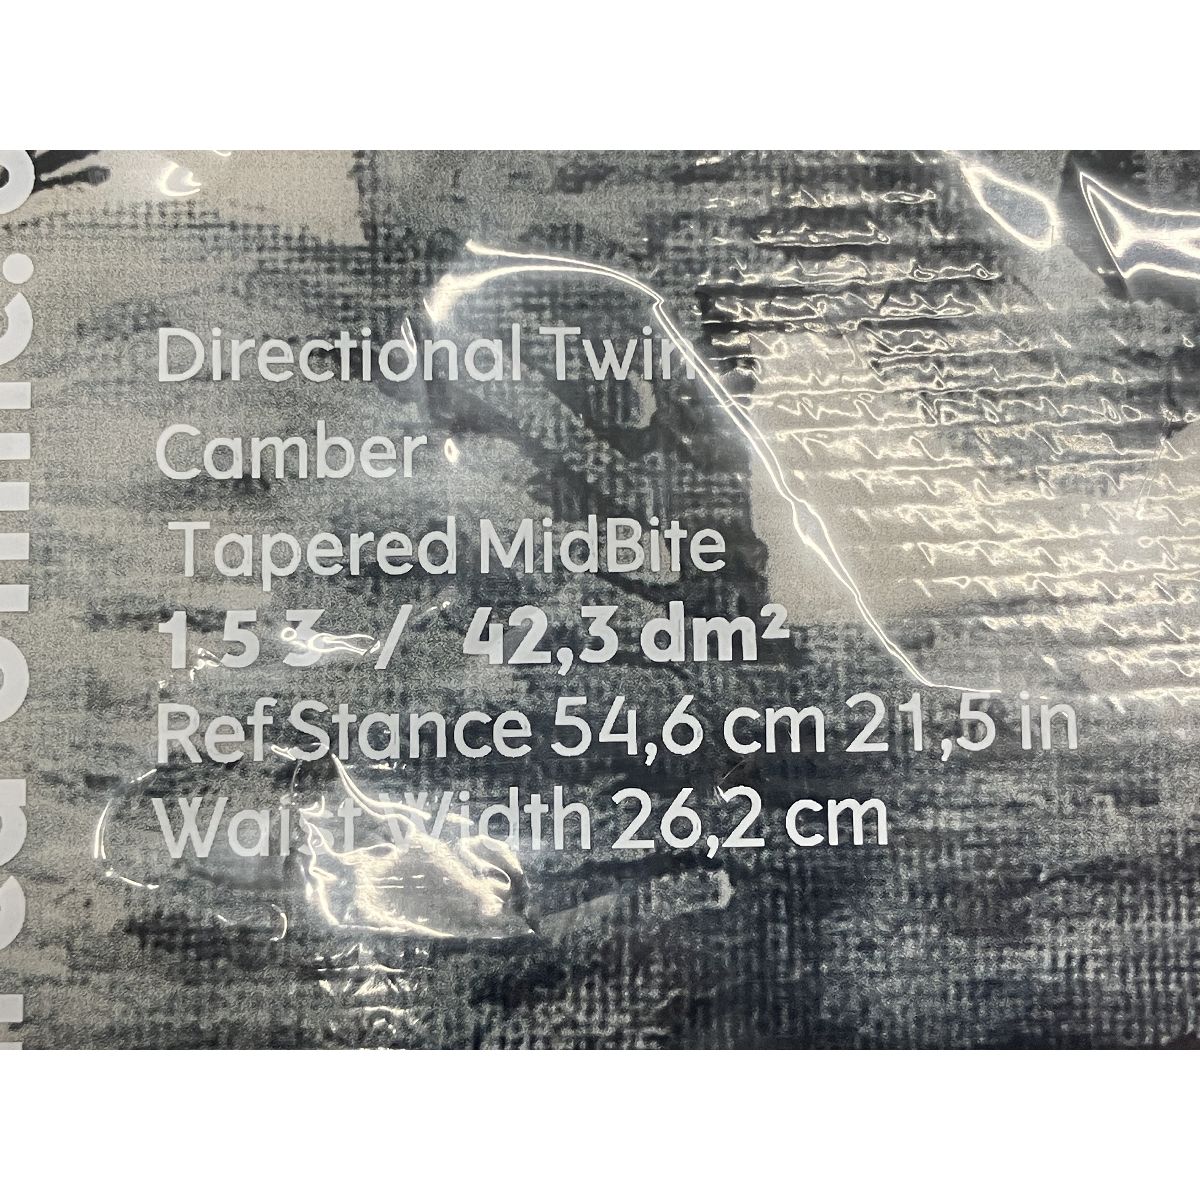 Directional Twin
Camber
Tapered MidBite
153 / 42,3 dm²
Ref Stance 54,6 cm 21,5 in
Waist Width 26,2 cm